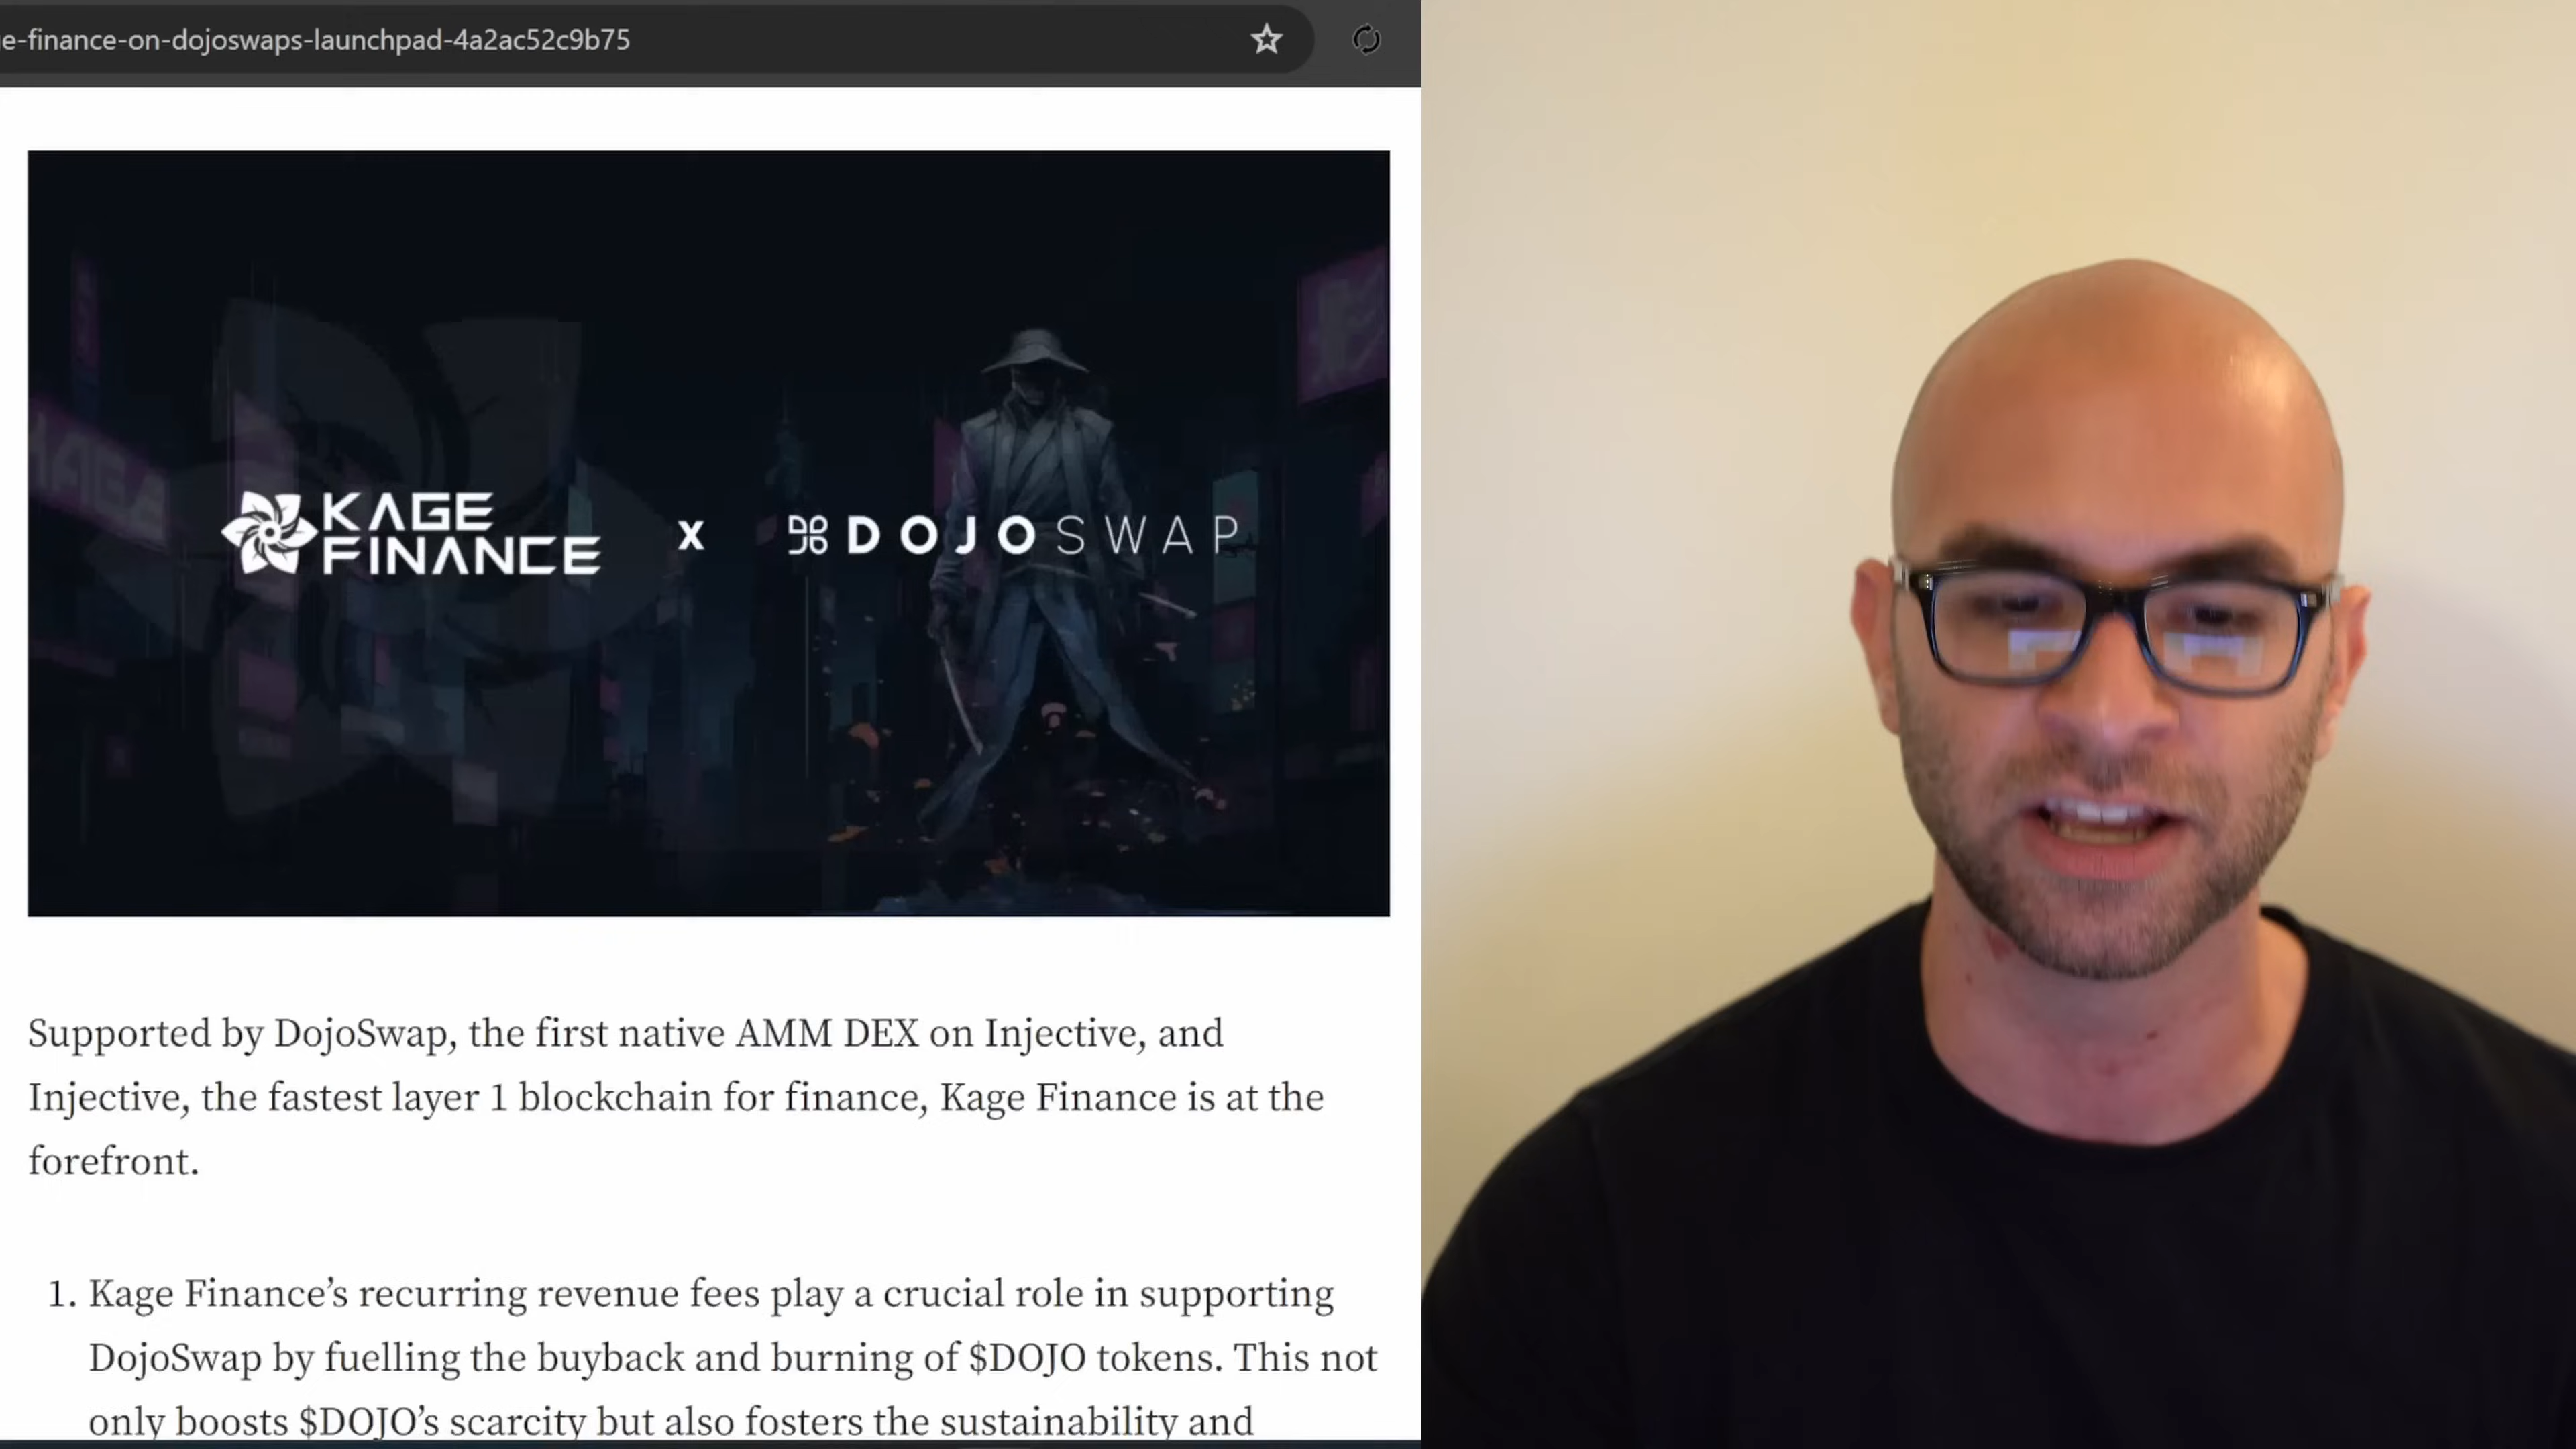 e-finance-on-dojoswaps-launchpad-4a2ac52c9b75
KAGE
FINANCE
X
DOJOSWAP
Supported by DojoSwap, the first native AMM DEX on Injective, and
Injective, the fastest layer 1 blockchain for finance, Kage Finance is at the
forefront.
1. Kage Finance’s recurring revenue fees play a crucial role in supporting
DojoSwap by fuelling the buyback and burning of $DOJO tokens. This not
only boosts $DOJO’s scarcity but also fosters the sustainability and